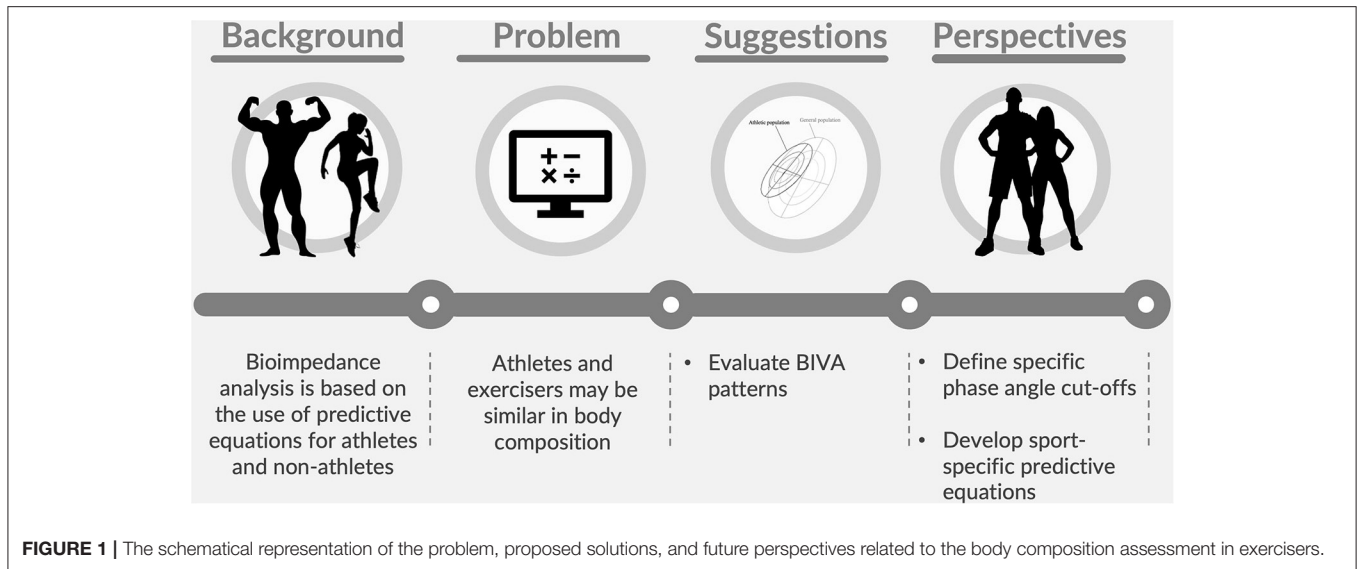 Background
Problem
Suggestions
Perspectives
Athletic population
General population
+ −
× ÷
Bioimpedance
analysis is based on
the use of predictive
equations for athletes
and non-athletes
Athletes and
exercisers may be
similar in body
composition
• Evaluate BIVA
patterns
• Define specific
phase angle cut-offs
• Develop sport-
specific predictive
equations
FIGURE 1 | The schematical representation of the problem, proposed solutions, and future perspectives related to the body composition assessment in exercisers.